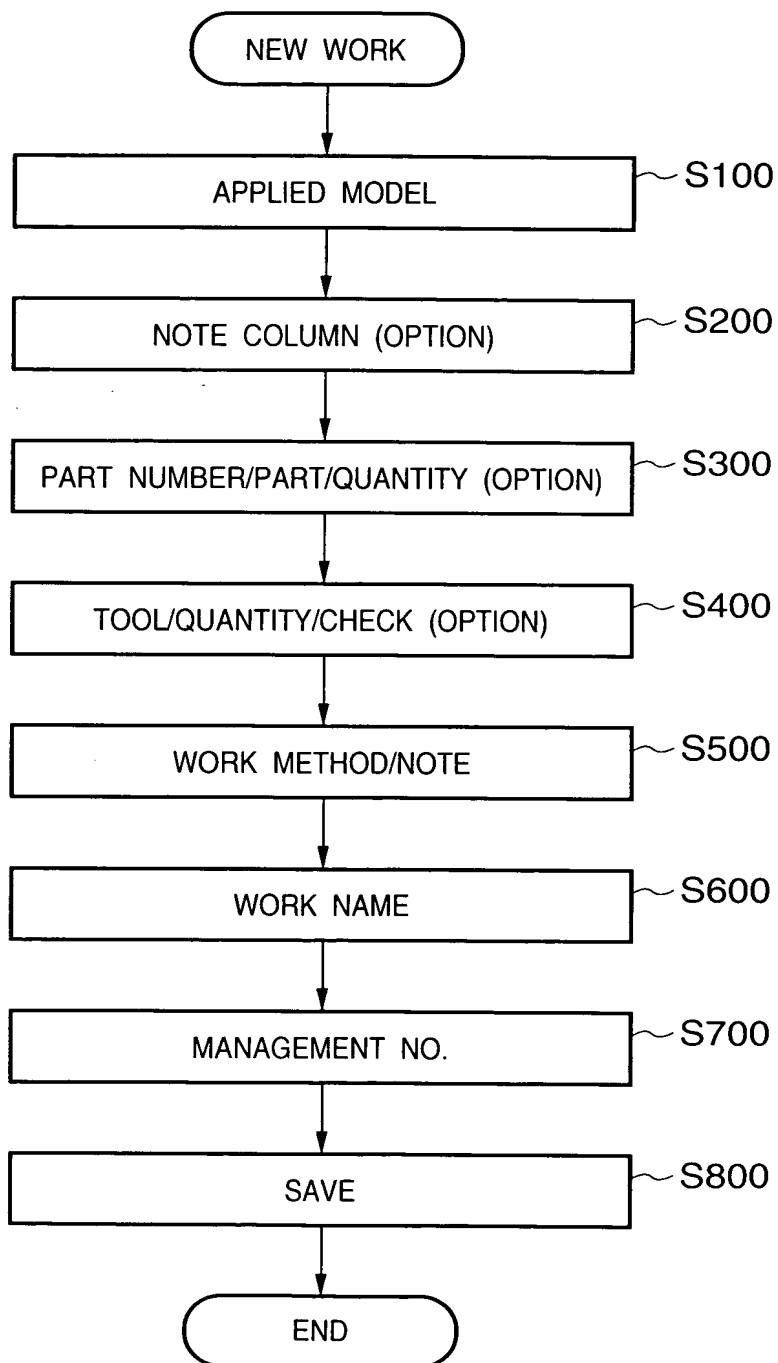 NEW WORK
APPLIED MODEL
S100
NOTE COLUMN (OPTION)
S200
PART NUMBER/PART/QUANTITY (OPTION)
S300
TOOL/QUANTITY/CHECK (OPTION)
S400
WORK METHOD/NOTE
S500
WORK NAME
S600
MANAGEMENT NO.
S700
SAVE
S800
END